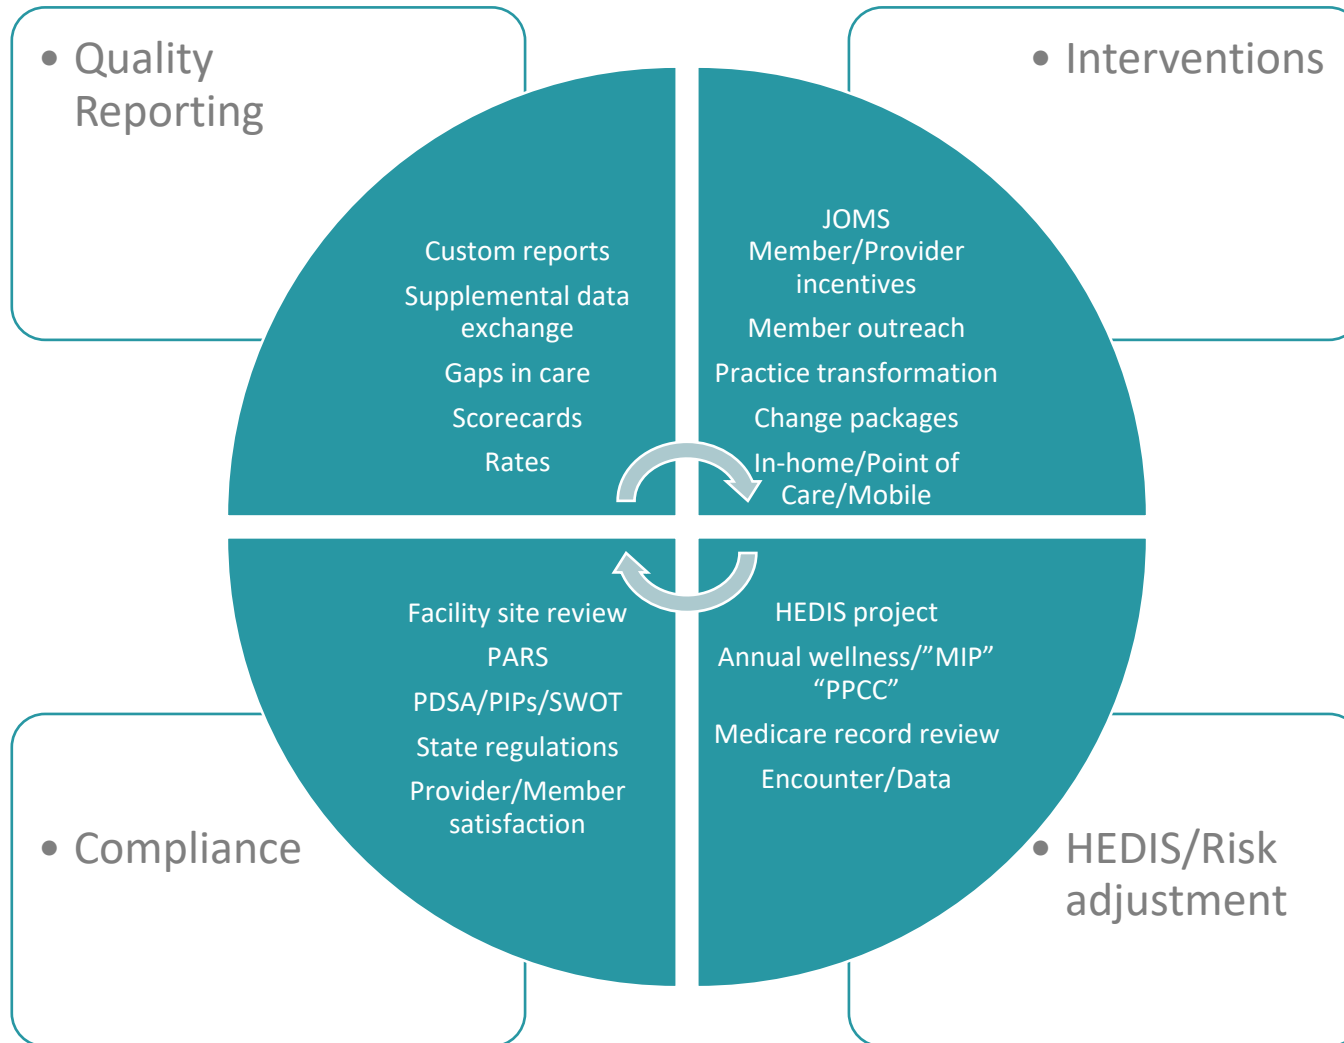 • Quality
Reporting
• Interventions
Custom reports
Supplemental data
exchange
Gaps in care
Scorecards
Rates
JOMS
Member/Provider
incentives
Member outreach
Practice transformation
Change packages
In-home/Point of
Care/Mobile
Facility site review
PARS
PDSA/PIPs/SWOT
State regulations
Provider/Member
satisfaction
HEDIS project
Annual wellness/”MIP”
“PPCC”
Medicare record review
Encounter/Data
• Compliance
• HEDIS/Risk
adjustment